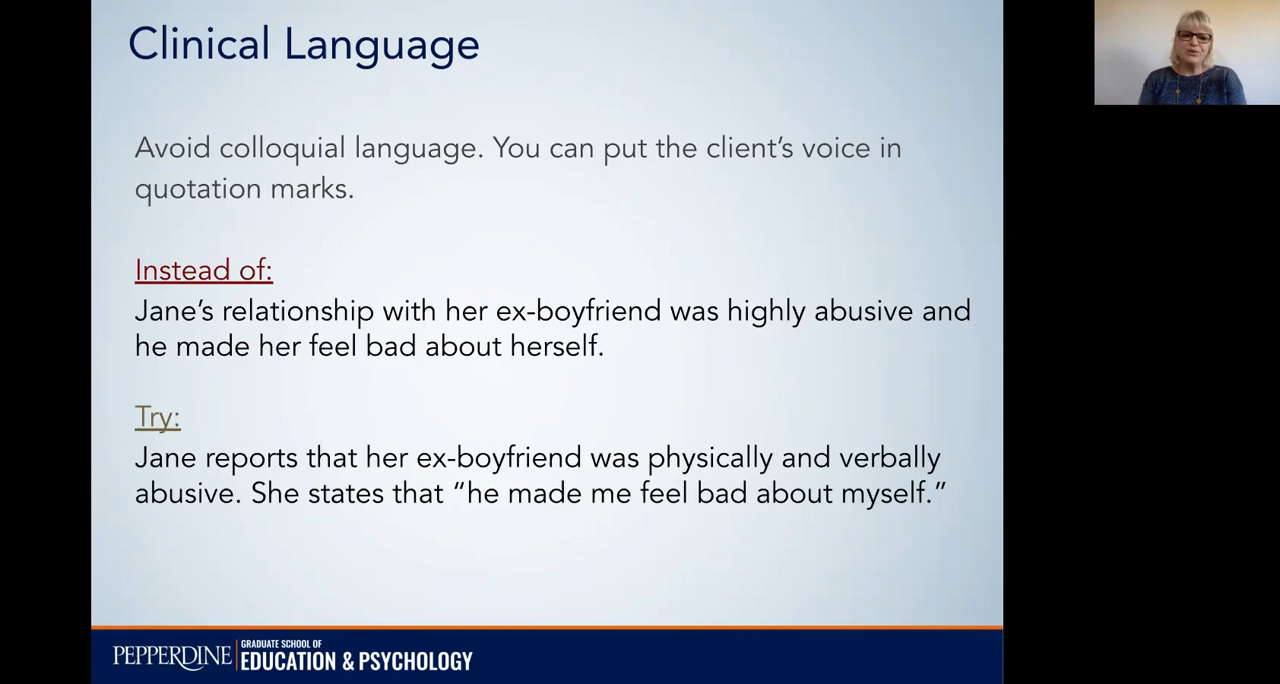 Clinical Language
Avoid colloquial language. You can put the client’s voice in
quotation marks.
Instead of:
Jane’s relationship with her ex-boyfriend was highly abusive and
he made her feel bad about herself.
Try:
Jane reports that her ex-boyfriend was physically and verbally
abusive. She states that “he made me feel bad about myself.”
PEPPERDINE
GRADUATE SCHOOL OF
EDUCATION & PSYCHOLOGY